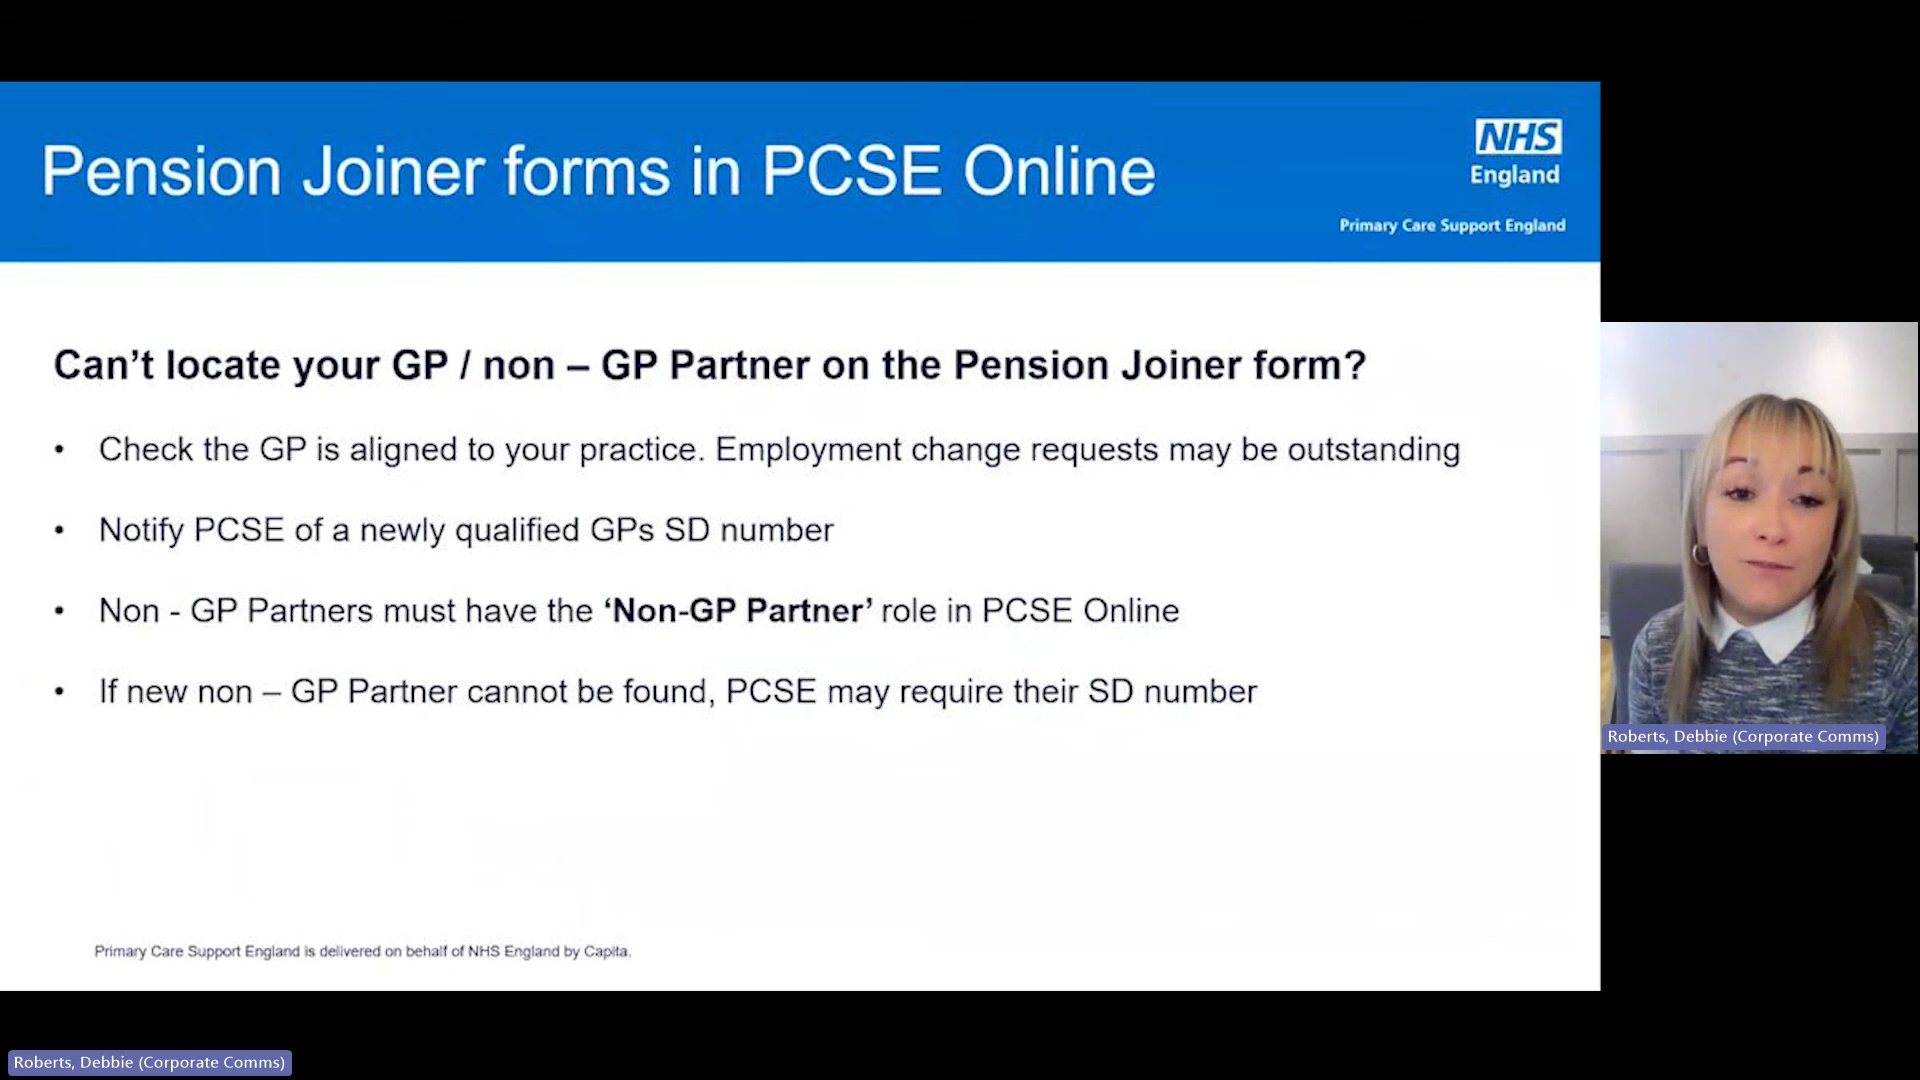 Pension Joiner forms in PCSE Online
NHS
England
Primary Care Support England
Can’t locate your GP / non – GP Partner on the Pension Joiner form?
• Check the GP is aligned to your practice. Employment change requests may be outstanding
• Notify PCSE of a newly qualified GPs SD number
• Non - GP Partners must have the ‘Non-GP Partner’ role in PCSE Online
• If new non – GP Partner cannot be found, PCSE may require their SD number
Primary Care Support England is delivered on behalf of NHS England by Capita.
Roberts, Debbie (Corporate Comms)
Roberts, Debbie (Corporate Comms)